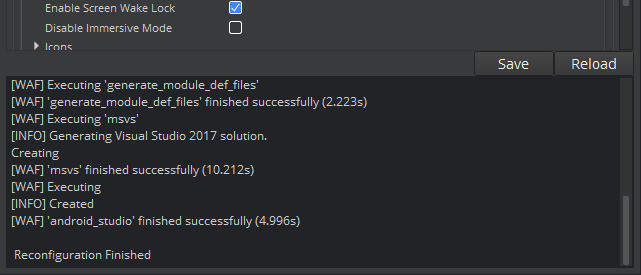 Enable Screen Wake Lock
Disable Immersive Mode
Icons
Save
Reload
[WAF] Executing 'generate_module_def_files'
[WAF] 'generate_module_def_files' finished successfully (2.223s)
[WAF] Executing 'msvs'
[INFO] Generating Visual Studio 2017 solution.
Creating
[WAF] 'msvs' finished successfully (10.212s)
[WAF] Executing
[INFO] Created
[WAF] 'android_studio' finished successfully (4.996s)
Reconfiguration Finished